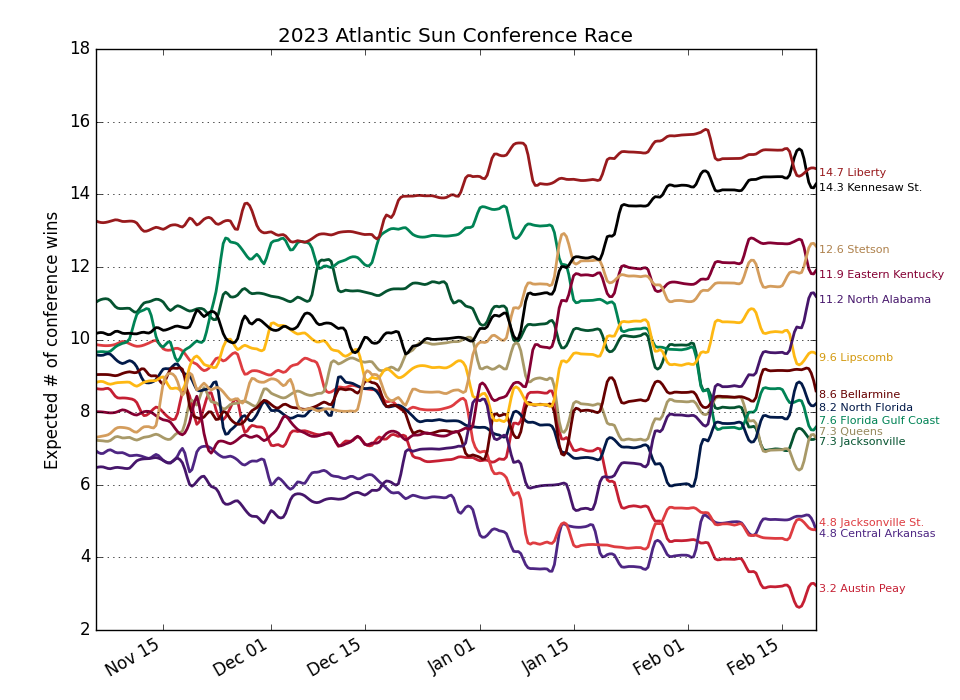 2023 Atlantic Sun Conference Race
Expected # of conference wins
18
16
14
12
10
8
6
4
2
14.7 Liberty
14.3 Kennesaw St.
12.6 Stetson
11.9 Eastern Kentucky
11.2 North Alabama
9.6 Lipscomb
8.6 Bellarmine
8.2 North Florida
7.6 Florida Gulf Coast
7.3 Queens
7.3 Jacksonville
4.8 Jacksonville St.
4.8 Central Arkansas
3.2 Austin Peay
Nov 15
Dec 01
Dec 15
Jan 01
Jan 15
Feb 01
Feb 15